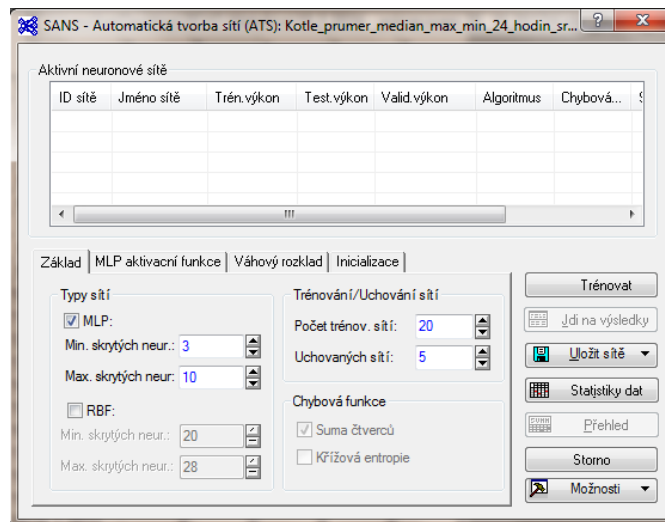 SANS - Automatická tvorba sítí (ATS): Kotle_prumer_median_max_min_24_hodin_sr...
Aktivní neuronové sítě
ID sítě Jméno sítě Trén.výkon Test.výkon Valid.výkon Algoritmus Chybová...
Základ MLP aktivacní funkce Váhový rozklad Inicializace
Typy sítí
MLP:
Min. skrytých neur.: 3
Max. skrytých neur: 10
RBF:
Min. skrytých neur.: 20
Max. skrytých neur.: 28
Trénování/Uchování sítí
Počet trénov. sítí: 20
Uchovaných sítí: 5
Chybová funkce
Suma čtverců
Křížová entropie
Trénovat
Jdi na výsledky
Uložit sítě
Statistiky dat
Přehled
Storno
Možnosti